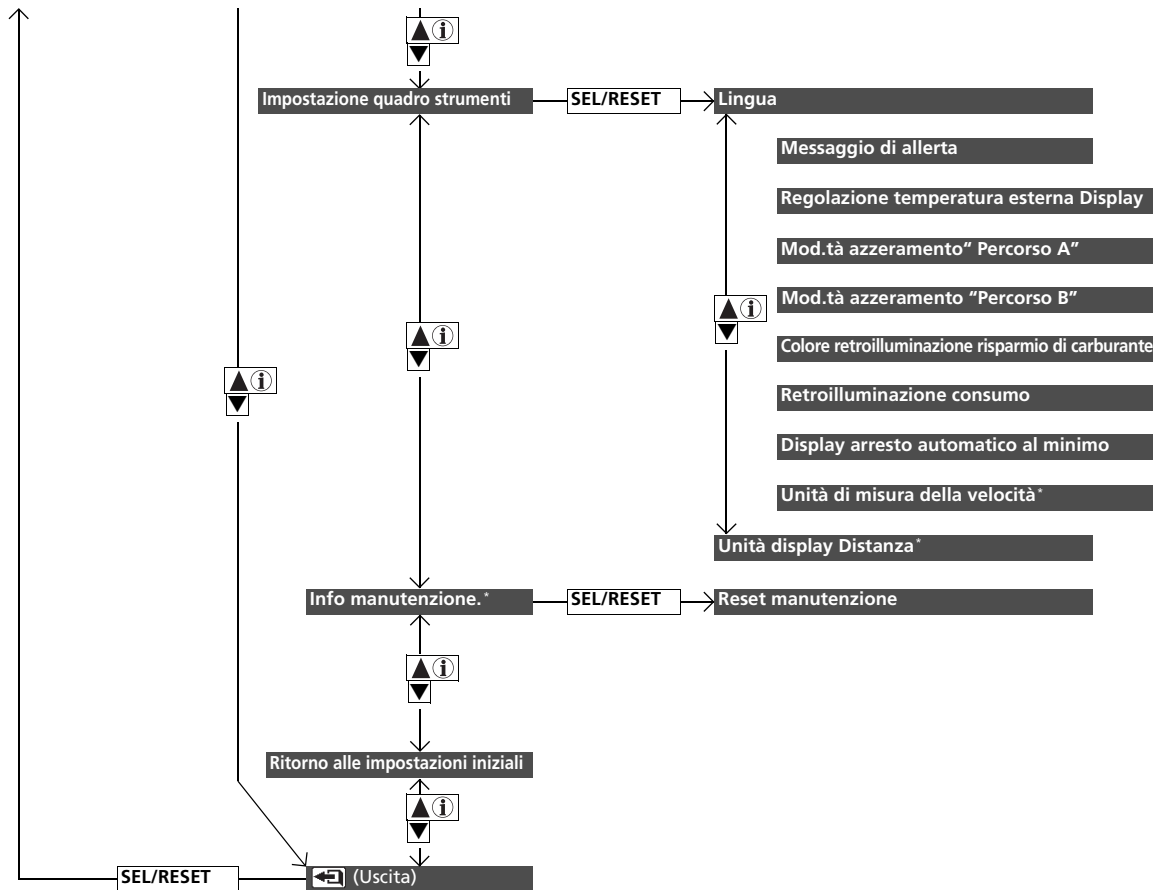 Impostazione quadro strumenti SEL/RESET Lingua
Messaggio di allerta
Regolazione temperatura esterna Display
Mod.tà azzeramento“ Percorso A”
Mod.tà azzeramento “Percorso B”
Colore retroilluminazione risparmio di carburante
Retroilluminazione consumo
Display arresto automatico al minimo
Unità di misura della velocità*
Unità display Distanza*
Info manutenzione.* SEL/RESET Reset manutenzione
Ritorno alle impostazioni iniziali
SEL/RESET (Uscita)